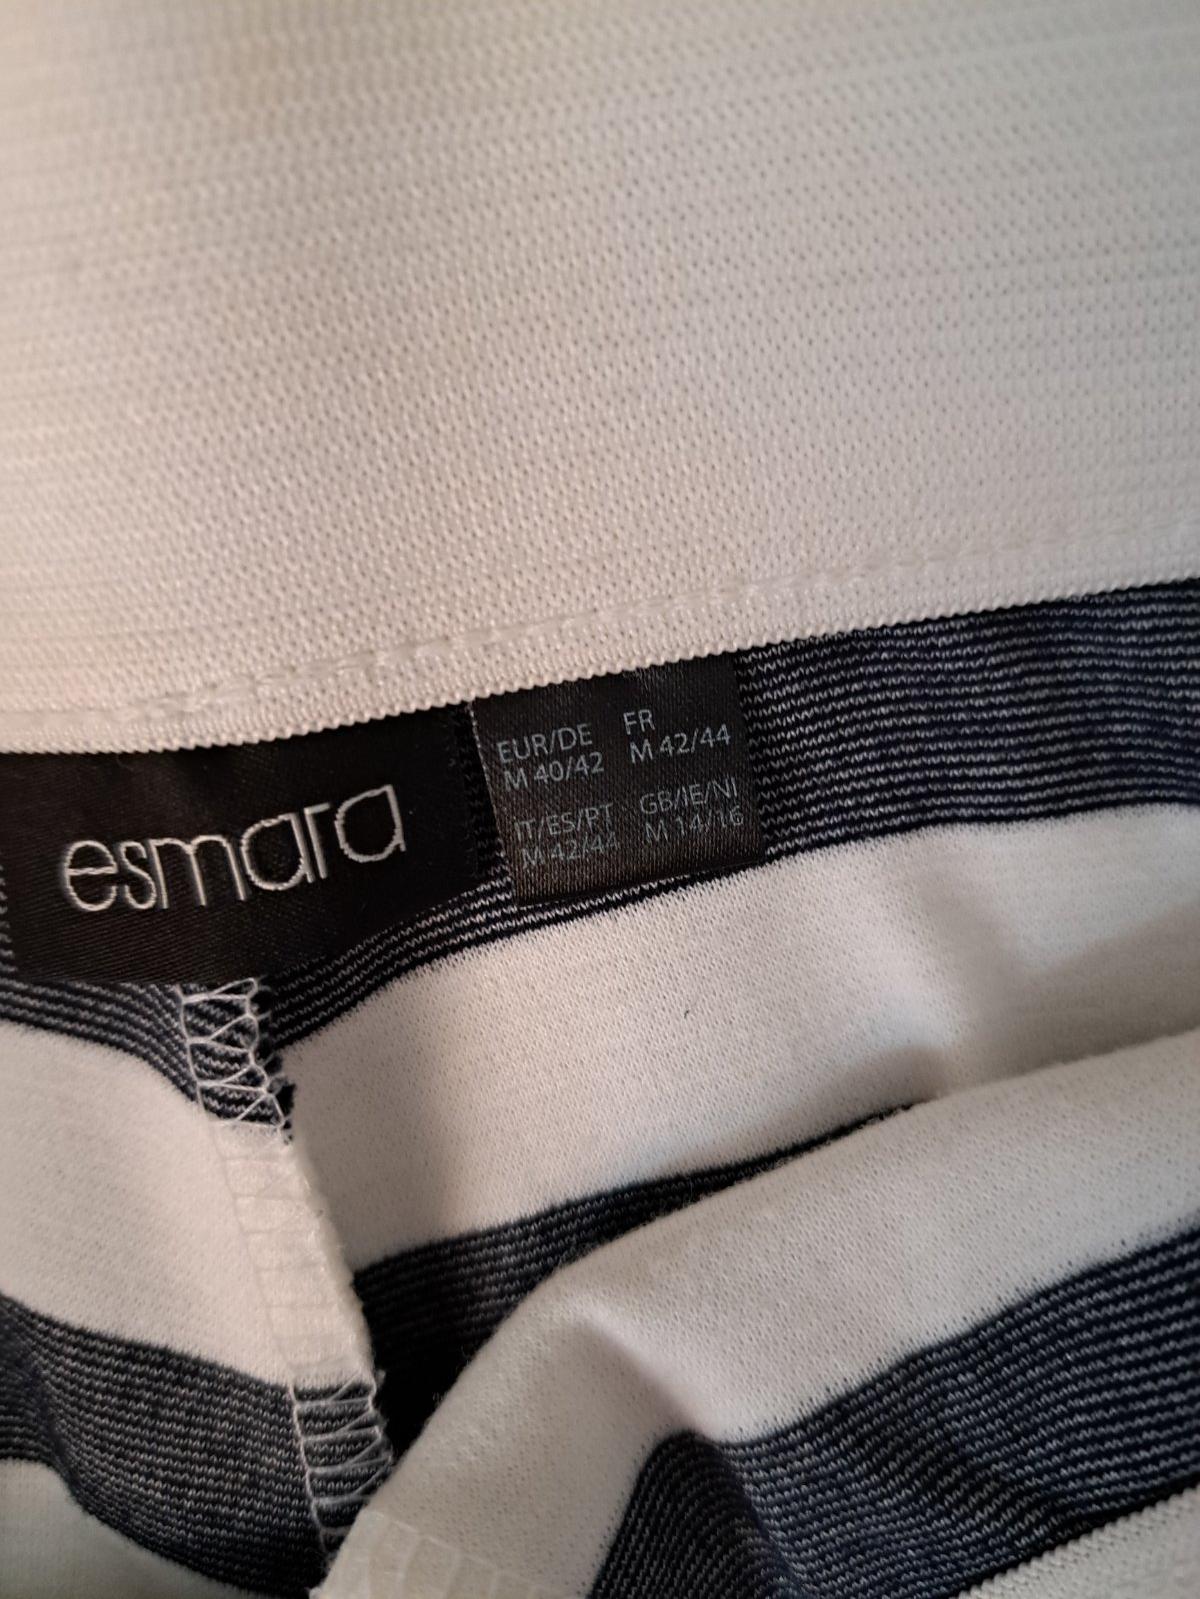 esmara
EUR/DE FR
M 40/42 M 42/44
IT/ES/PT GB/IE/NI
M 42/44 M 14/16